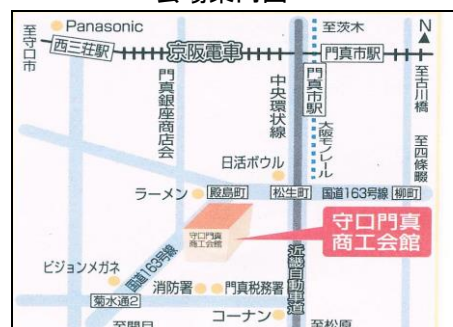 Panasonic
至茨木
N
至守口市
西三荘駅
京阪電車
門真市駅
門真市駅
至古川橋
門真銀座商店会
中央環状線
大阪モノレール
至四條畷
日活ボウル
ラーメン
殿島町
松生町
国道163号線
柳町
守口門真
商工会館
守口門真
商工会館
国道163号線
近畿自動車道
ビジョンメガネ
消防署
門真税務署
菊水通2
コーナン
至松原